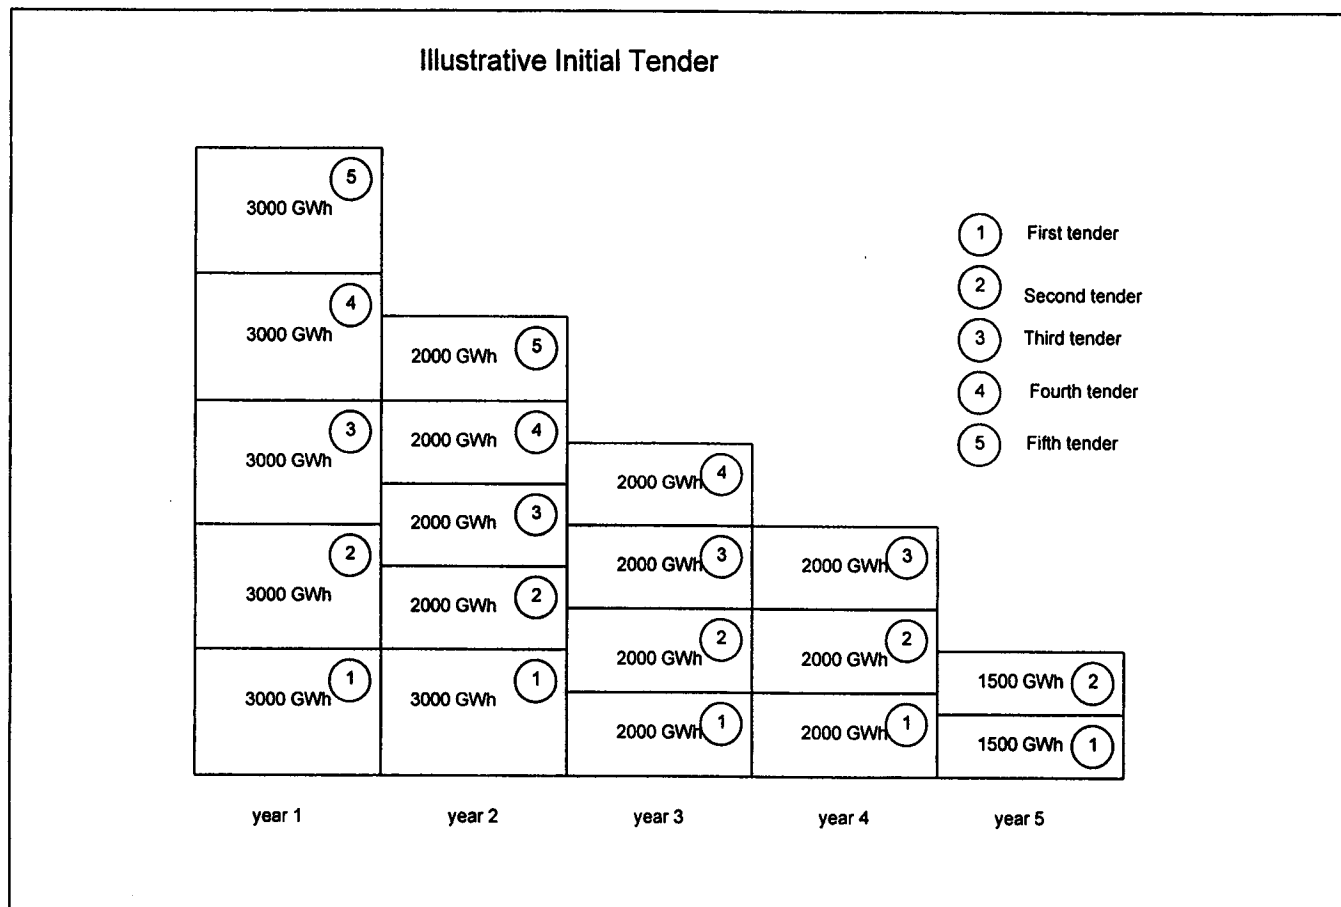 Illustrative Initial Tender
5
3000 GWh
4
3000 GWh
3
3000 GWh
2
3000 GWh
1
3000 GWh
5
2000 GWh
4
2000 GWh
3
2000 GWh
2
2000 GWh
1
3000 GWh
4
2000 GWh
3
2000 GWh
2
2000 GWh
1
2000 GWh
3
2000 GWh
2
2000 GWh
1
2000 GWh
1500 GWh 2
1500 GWh 1
1 First tender
2 Second tender
3 Third tender
4 Fourth tender
5 Fifth tender
year 1 year 2 year 3 year 4 year 5